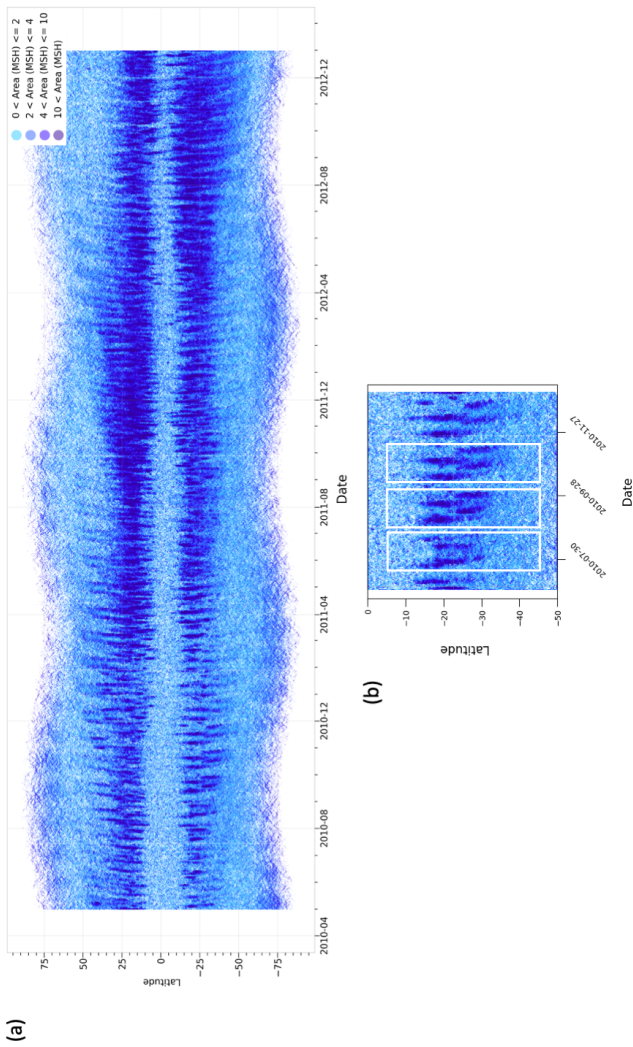 (a)
0 < Area (MSH) <= 2
2 < Area (MSH) <= 4
4 < Area (MSH) <= 10
10 < Area (MSH)
Latitude
75
50
25
0
−25
−50
−75
2010-04
2010-08
2010-12
2011-04
2011-08
2011-12
2012-04
2012-08
2012-12
Date
(b)
Latitude
0
−10
−20
−30
−40
−50
2010-07-30
2010-09-28
2010-11-27
Date